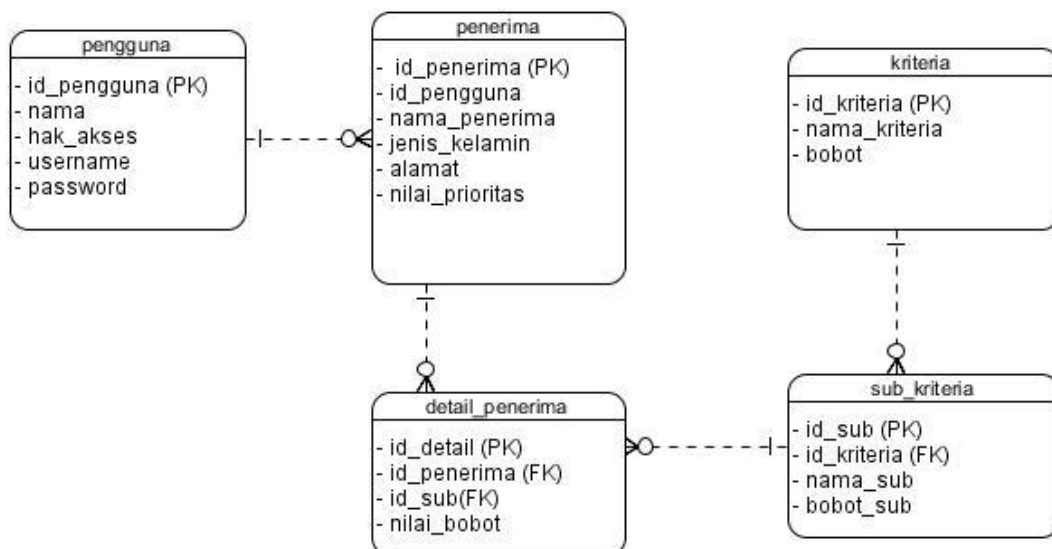 pengguna
- id_pengguna (PK)
- nama
- hak_akses
- username
- password
penerima
- id_penerima (PK)
- id_pengguna
- nama_penerima
- jenis_kelamin
- alamat
- nilai_prioritas
kriteria
- id_kriteria (PK)
- nama_kriteria
- bobot
detail_penerima
- id_detail (PK)
- id_penerima (FK)
- id_sub(FK)
- nilai_bobot
sub_kriteria
- id_sub (PK)
- id_kriteria (FK)
- nama_sub
- bobot_sub